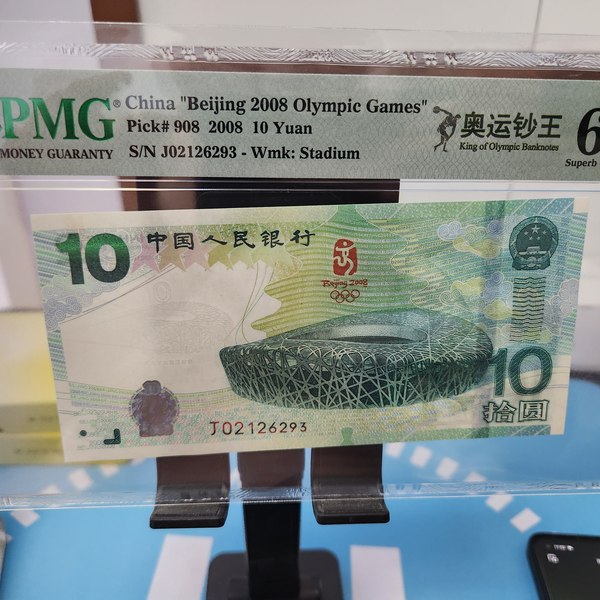 PMG®
MONEY GUARANTY
China "Beijing 2008 Olympic Games"
Pick# 908 2008 10 Yuan
S/N J02126293 - Wmk: Stadium
奥运钞王
King of Olympic Banknotes
6
Superb
10
中国人民银行
Beijing 2008
J02126293
10
拾圆